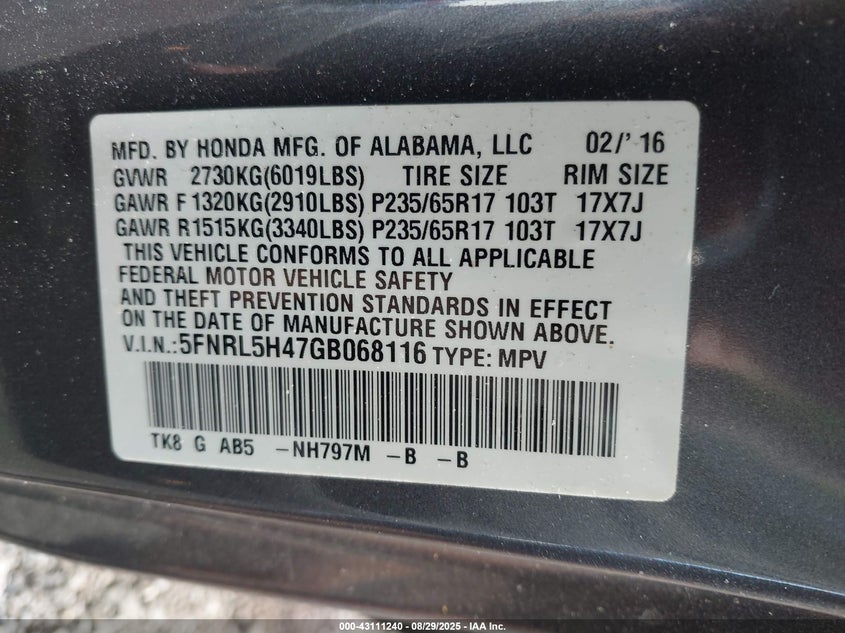 MFD. BY HONDA MFG. OF ALABAMA, LLC 02/'16
GVWR 2730KG(6019LBS) TIRE SIZE RIM SIZE
GAWR F 1320KG(2910LBS) P235/65R17 103T 17X7J
GAWR R1515KG(3340LBS) P235/65R17 103T 17X7J
THIS VEHICLE CONFORMS TO ALL APPLICABLE
FEDERAL MOTOR VEHICLE SAFETY
AND THEFT PREVENTION STANDARDS IN EFFECT
ON THE DATE OF MANUFACTURE SHOWN ABOVE.
V.I.N.:5FNRL5H47GB068116 TYPE: MPV
TK8 G AB5 -NH797M -B -B
000-43111240 - 08/29/2025 - IAA Inc.